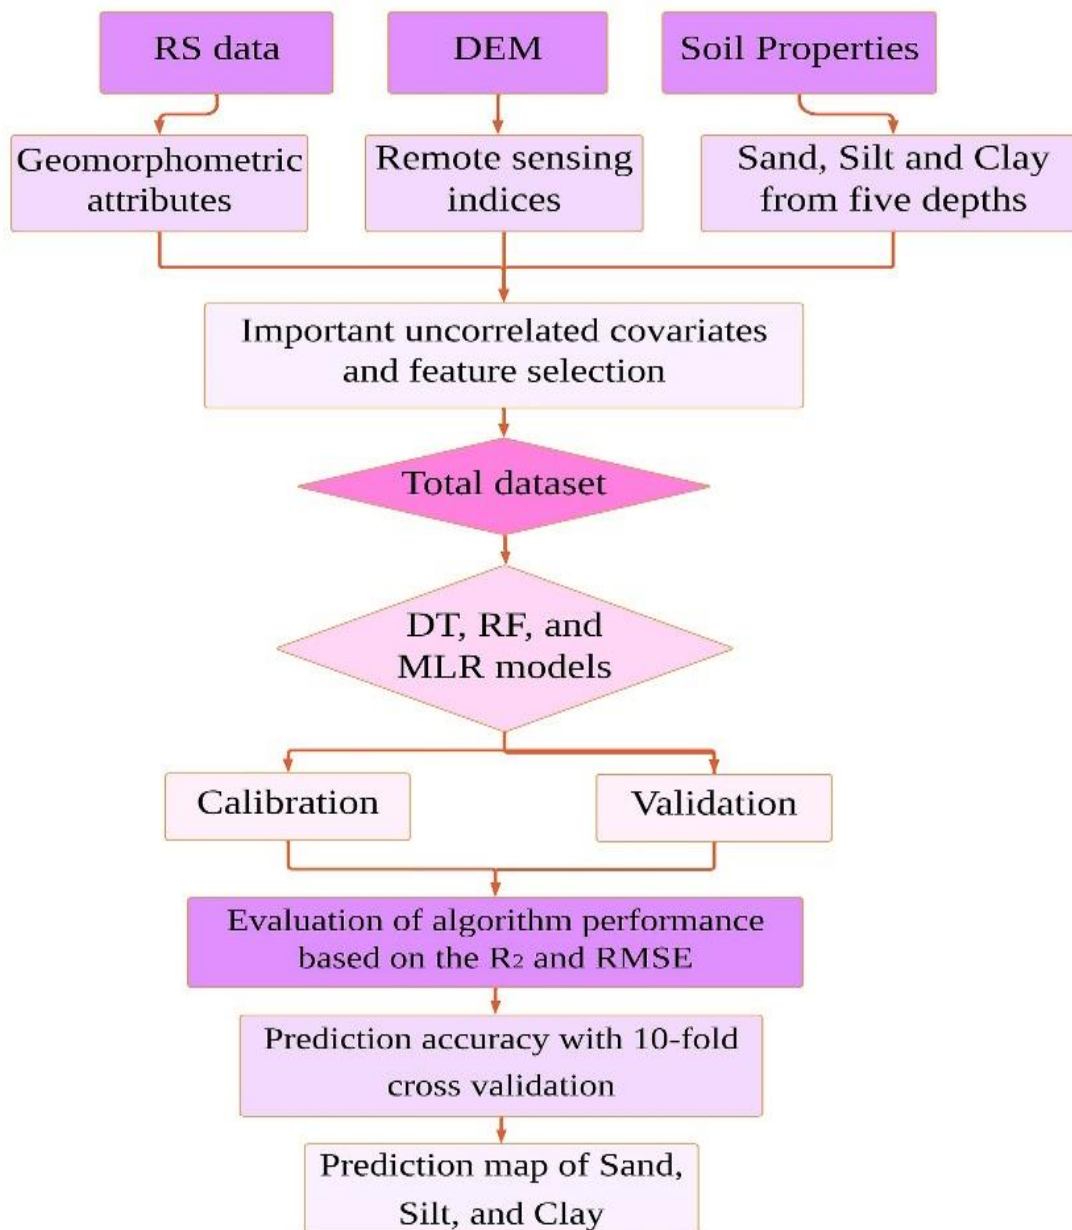 RS data
DEM
Soil Properties
Geomorphometric
attributes
Remote sensing
indices
Sand, Silt and Clay
from five depths
Important uncorrelated covariates
and feature selection
Total dataset
DT, RF, and
MLR models
Calibration
Validation
Evaluation of algorithm performance
based on the R₂ and RMSE
Prediction accuracy with 10-fold
cross validation
Prediction map of Sand,
Silt, and Clay